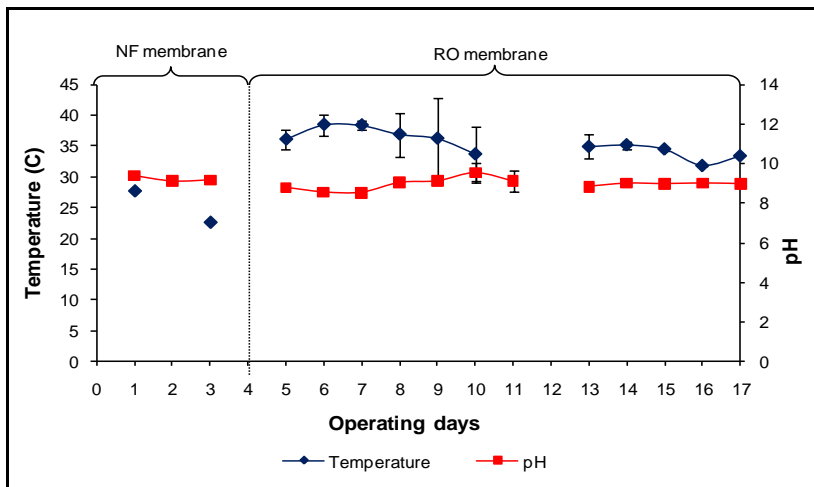 NF membrane RO membrane
45 14
40 12
35 10
30
25 8
20 6
15 4
10
5 2
0 0
Temperature (C)
pH
0 1 2 3 4 5 6 7 8 9 10 11 12 13 14 15 16 17
Operating days
Temperature pH